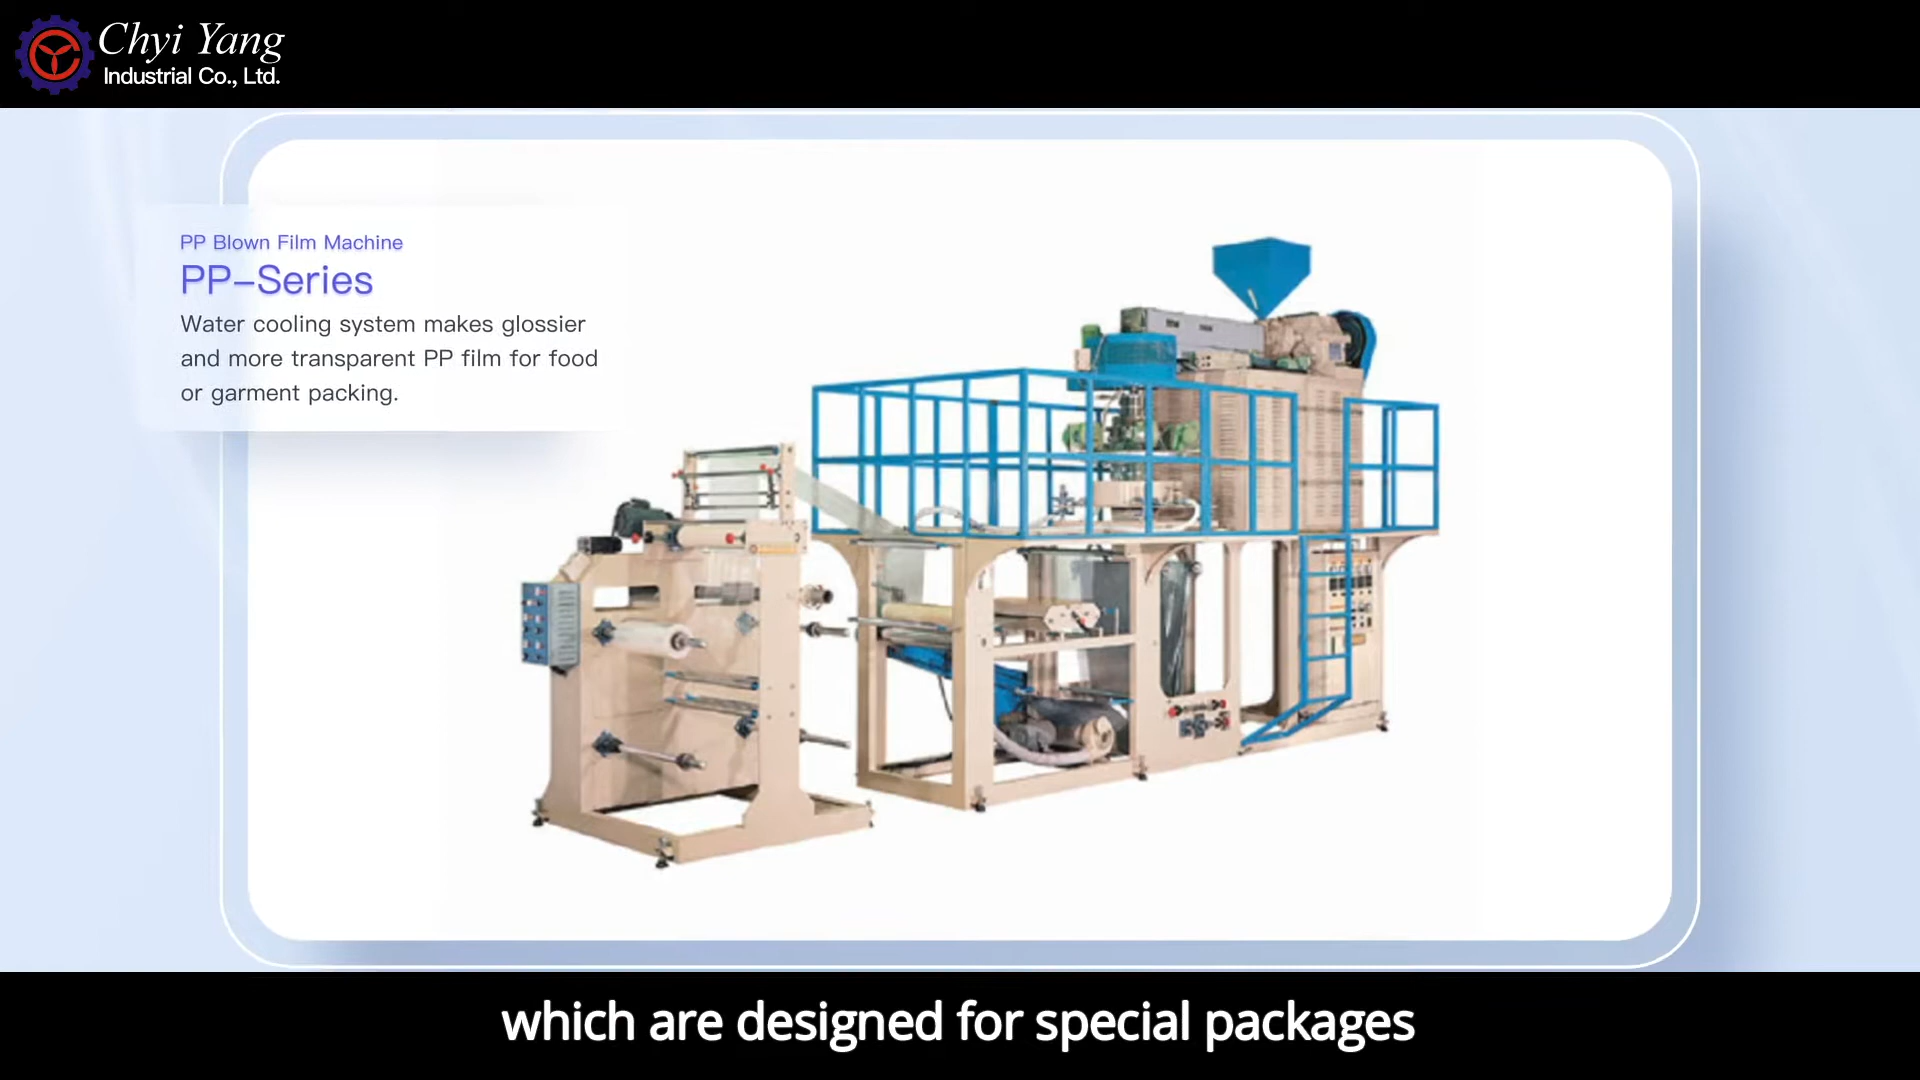 Chyi Yang
Industrial Co., Ltd.
PP Blown Film Machine
PP-Series
Water cooling system makes glossier
and more transparent PP film for food
or garment packing.
which are designed for special packages